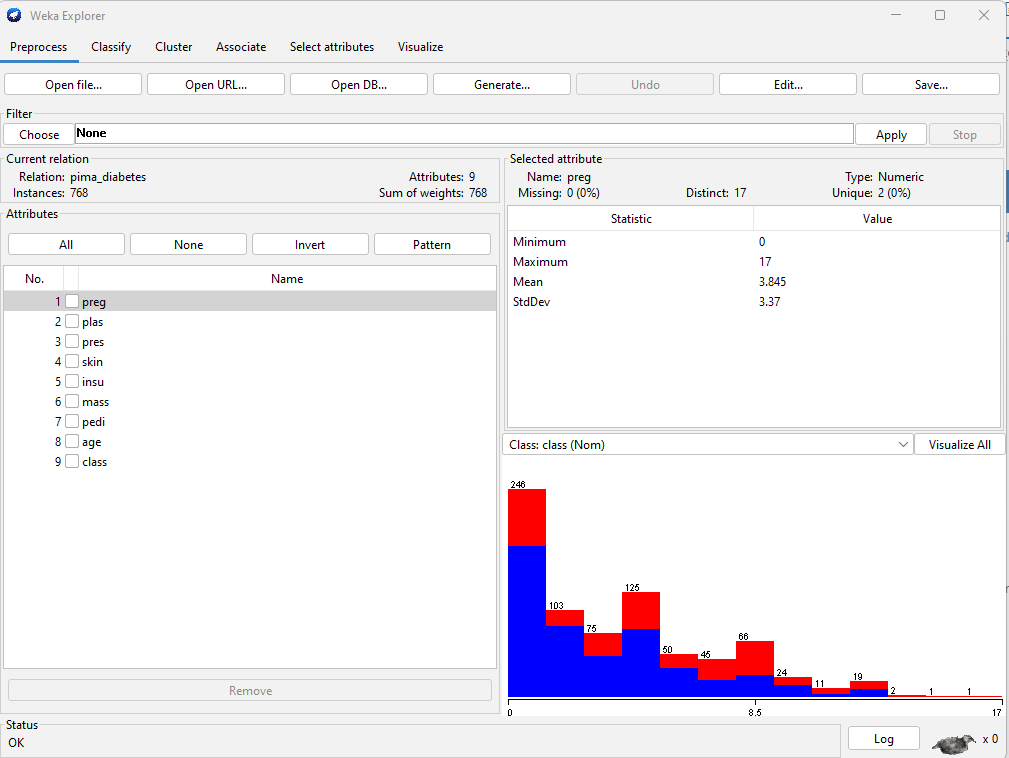 Weka Explorer
Preprocess Classify Cluster Associate Select attributes Visualize
Open file... Open URL... Open DB... Generate... Undo Edit... Save...
Filter
Choose None Apply Stop
Current relation
Relation: pima_diabetes Attributes: 9
Instances: 768 Sum of weights: 768
Attributes
All None Invert Pattern
No. Name
1 preg
2 plas
3 pres
4 skin
5 insu
6 mass
7 pedi
8 age
9 class
Remove
Selected attribute
Name: preg Type: Numeric
Missing: 0 (0%) Distinct: 17 Unique: 2 (0%)
Statistic Value
Minimum 0
Maximum 17
Mean 3.845
StdDev 3.37
Class: class (Nom) Visualize All
246
103
75
125
50
45
66
24
11
19
2
1
1
0 8.5 17
Status
OK
Log x 0